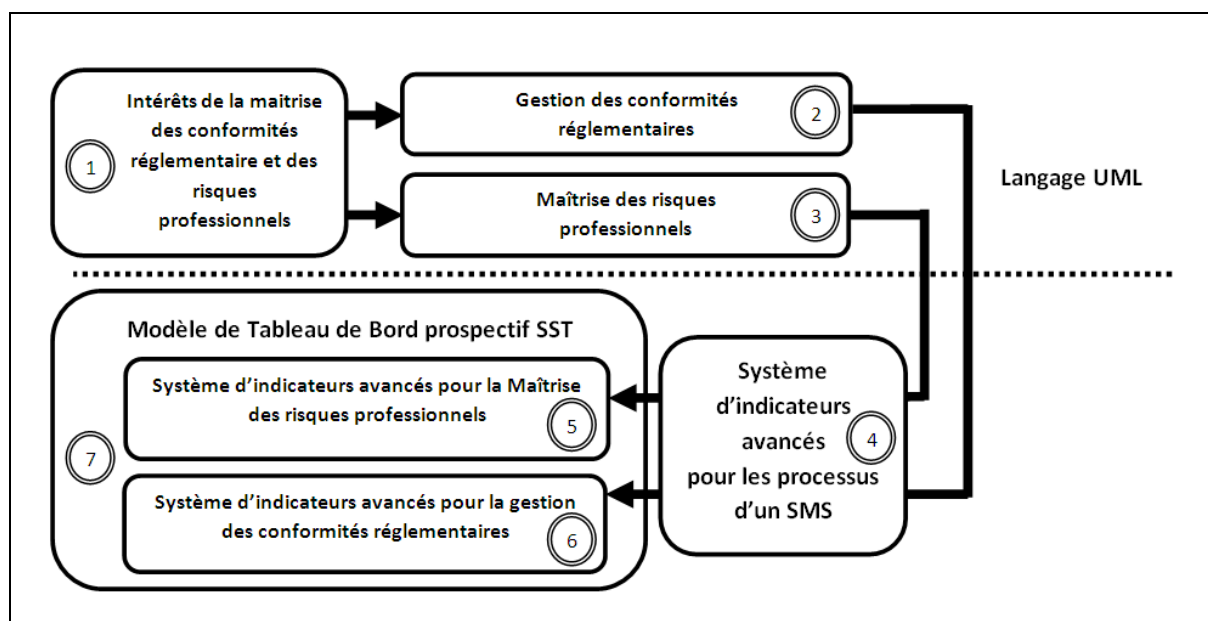 Intérêts de la maitrise
des conformités
réglementaire et des
risques
professionnels
1
Gestion des conformités
réglementaires
2
Maîtrise des risques
professionnels
3
Langage UML
Modèle de Tableau de Bord prospectif SST
Système d'indicateurs avancés pour la Maîtrise
des risques professionnels
5
7
Système d'indicateurs avancés pour la gestion
des conformités réglementaires
6
Système
d'indicateurs
avancés
4
pour les processus
d'un SMS